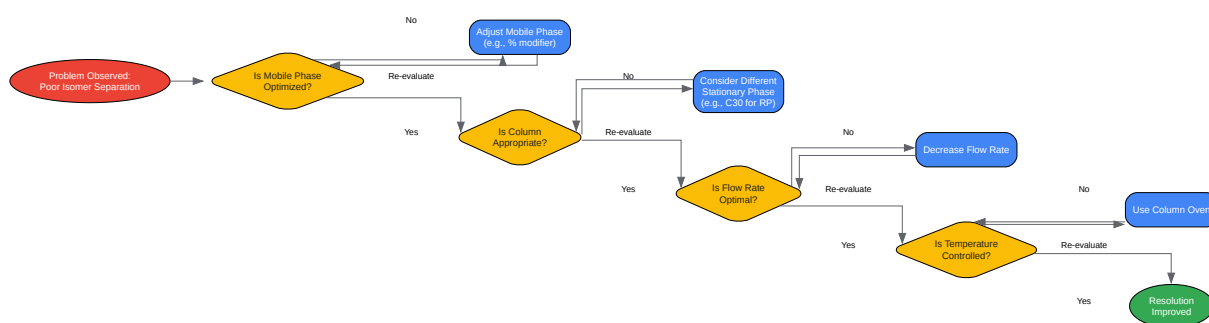 No
Adjust Mobile Phase
(e.g., % modifier)
Problem Observed:
Poor Isomer Separation
Is Mobile Phase
Optimized?
Re-evaluate
Yes
No
Consider Different
Stationary Phase
(e.g., C30 for RP)
Is Column
Appropriate?
Re-evaluate
Yes
No
Decrease Flow Rate
Is Flow Rate
Optimal?
Re-evaluate
Yes
No
Use Column Oven
Is Temperature
Controlled?
Re-evaluate
Yes
Resolution
Improved